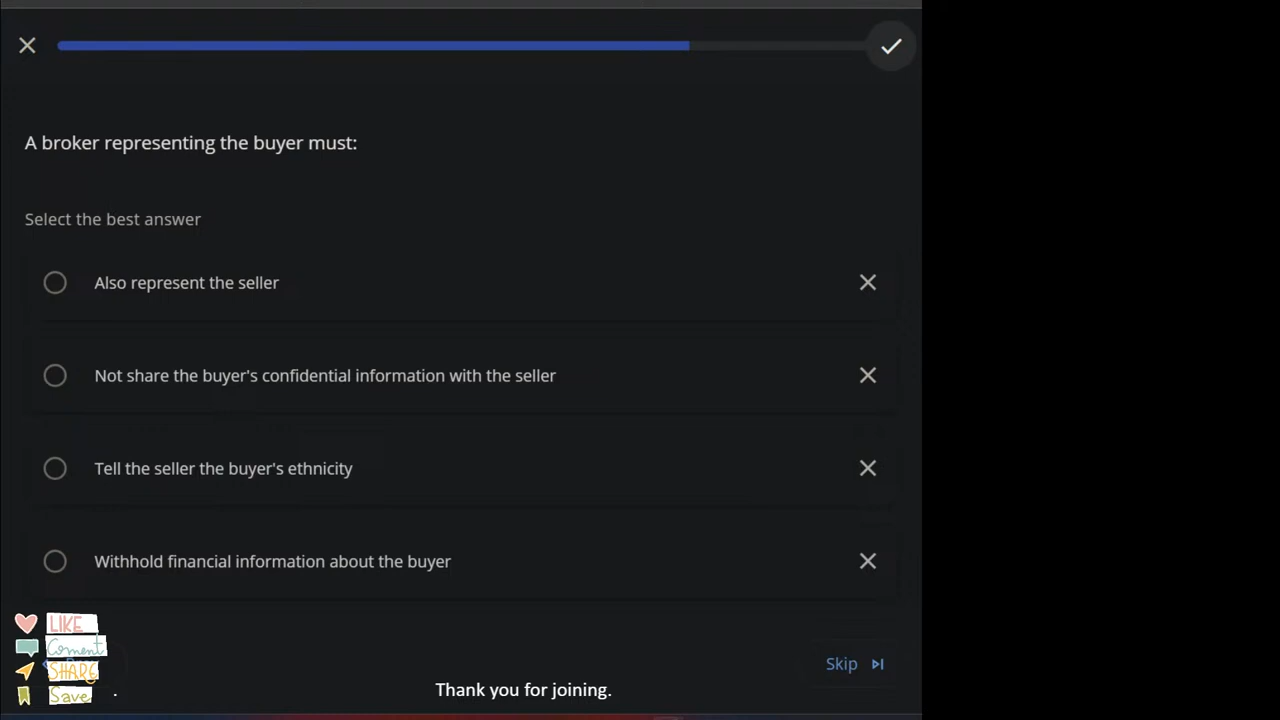 A broker representing the buyer must:
Select the best answer
Also represent the seller
Not share the buyer's confidential information with the seller
Tell the seller the buyer's ethnicity
Withhold financial information about the buyer
LIKE
Coment
SHARE
Save
.
Skip
Thank you for joining.